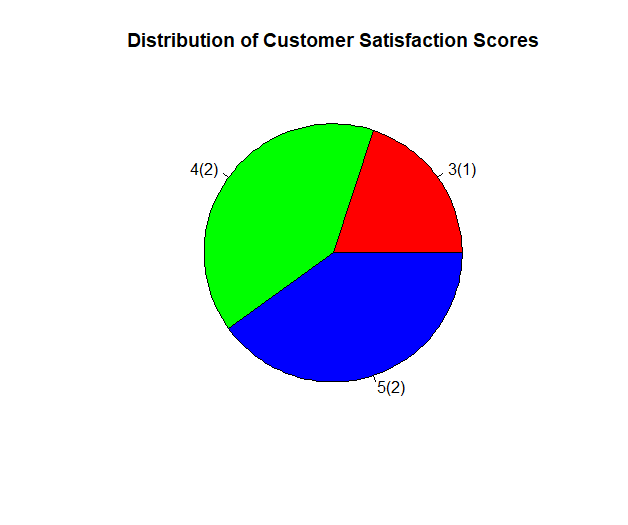 Distribution of Customer Satisfaction Scores
4(2)
3(1)
5(2)